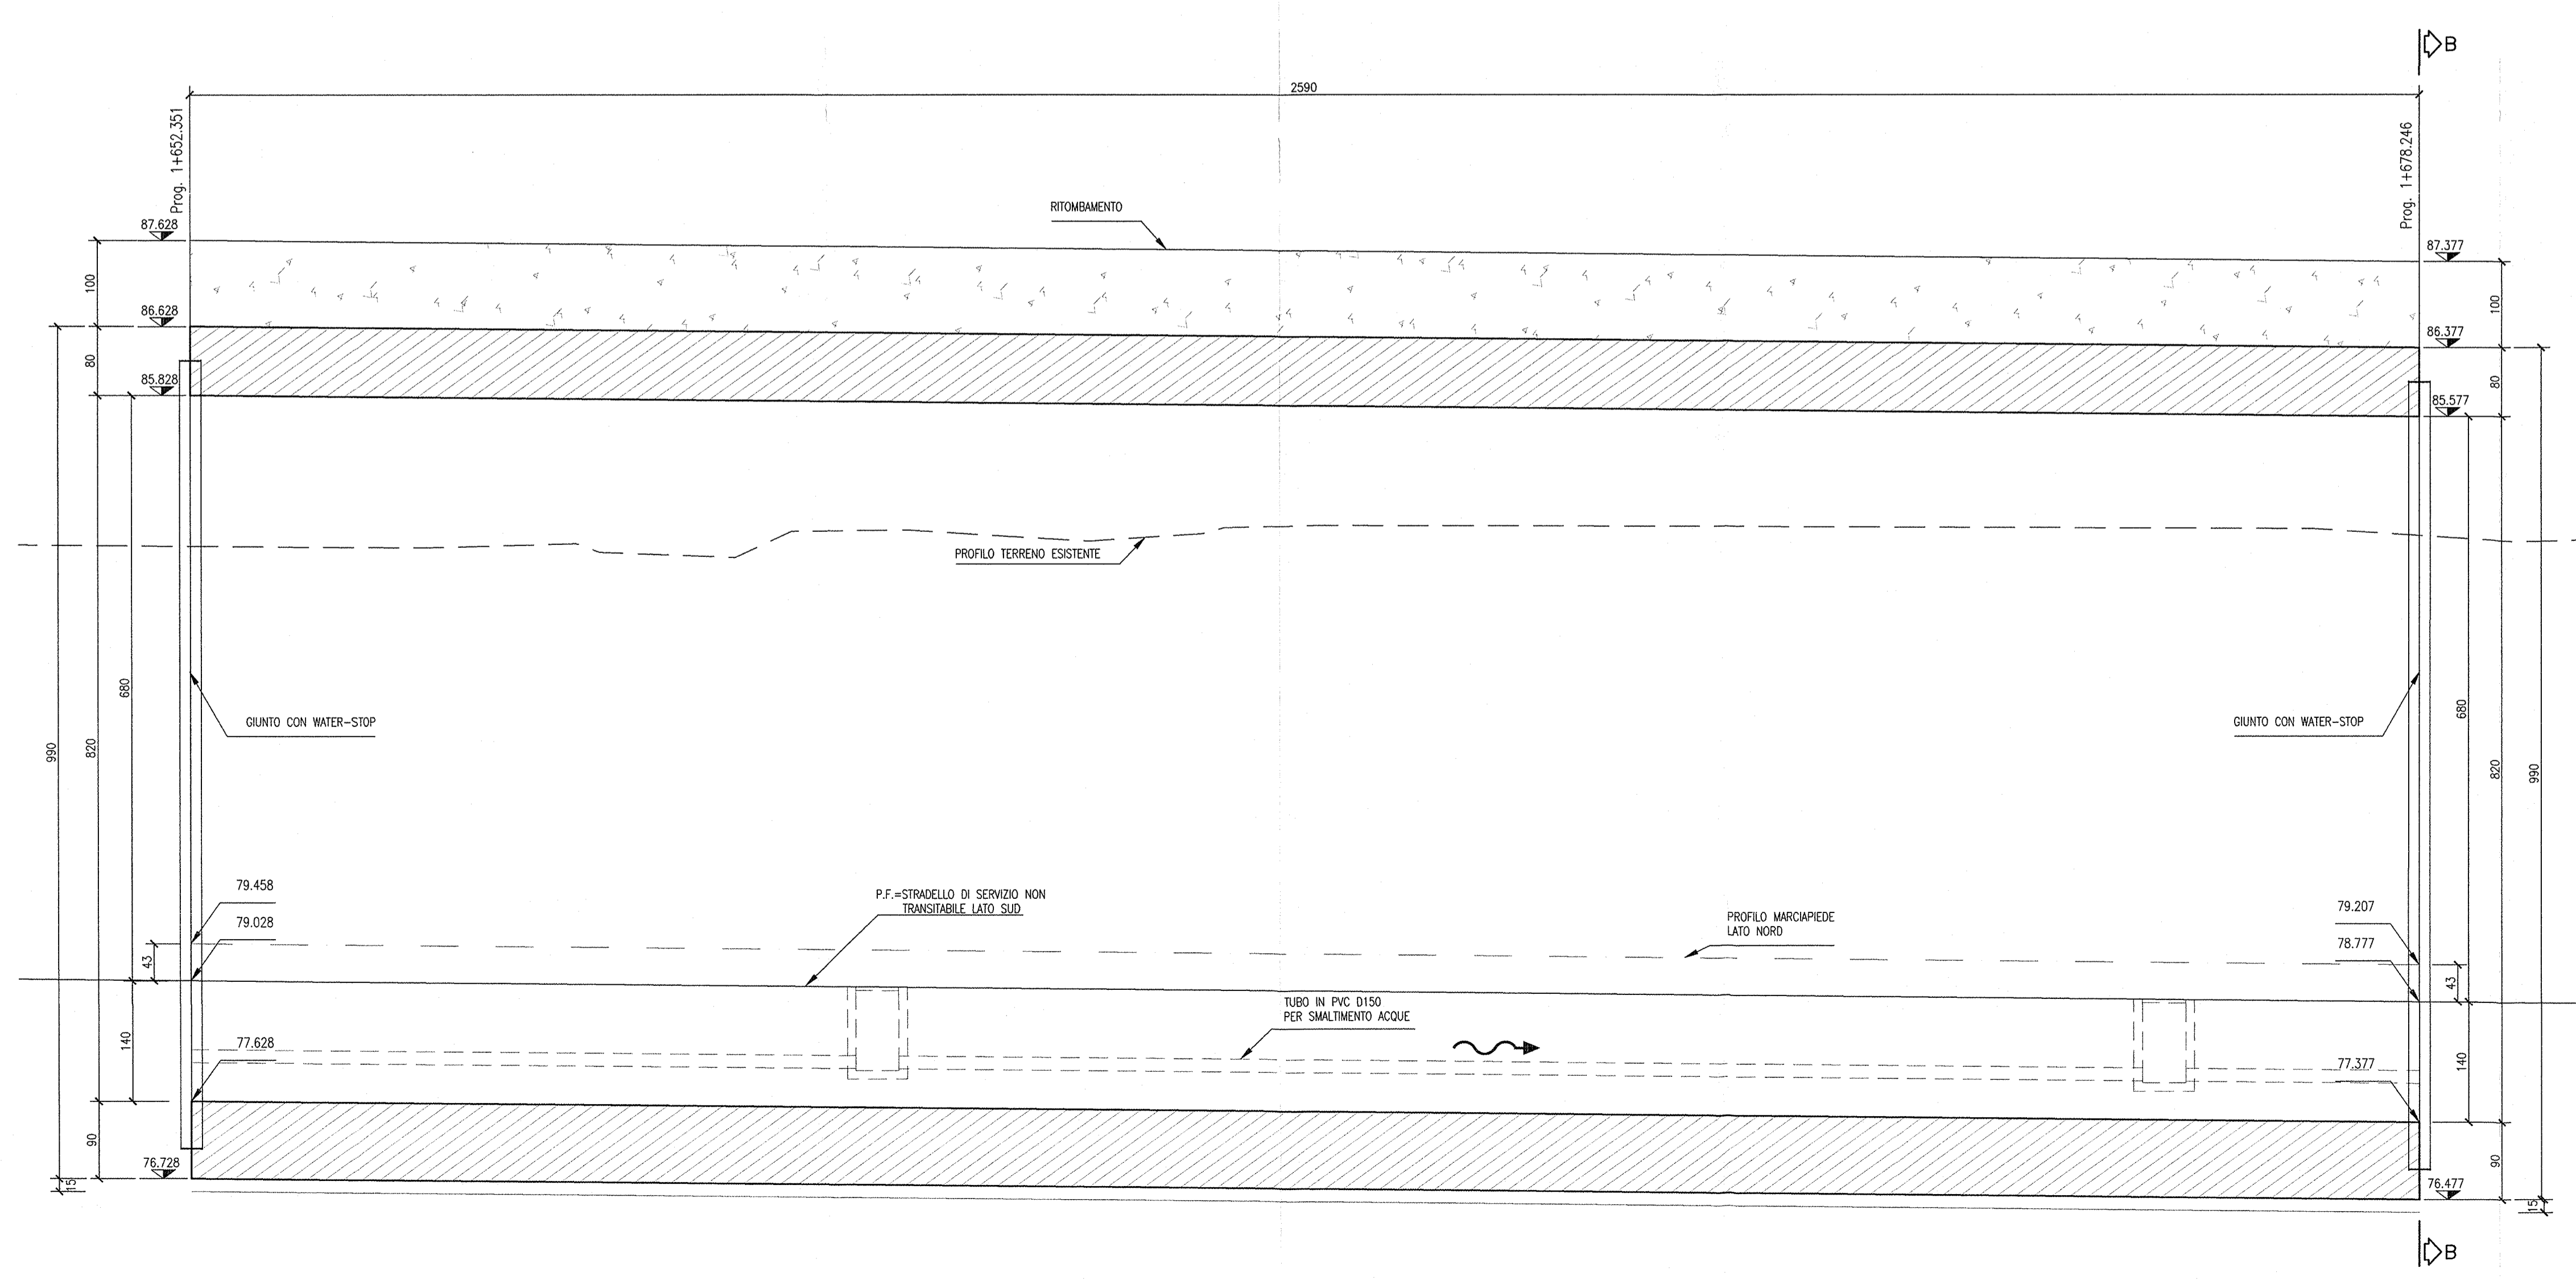 B
2590
Prog. 1+652.351
Prog. 1+678.246
RITOMBAMENTO
87.628
87.377
100
100
86.628
86.377
80
80
85.828
85.577
PROFILO TERRENO ESISTENTE
680
680
GIUNTO CON WATER-STOP
GIUNTO CON WATER-STOP
990
820
820
990
79.458
79.028
P.F.=STRADELLO DI SERVIZIO NON
TRANSITABILE LATO SUD
PROFILO MARCIAPIEDE
LATO NORD
79.207
78.777
43
43
TUBO IN PVC D150
PER SMALTIMENTO ACQUE
140
140
77.628
77.377
90
90
76.728
76.477
15
15
B